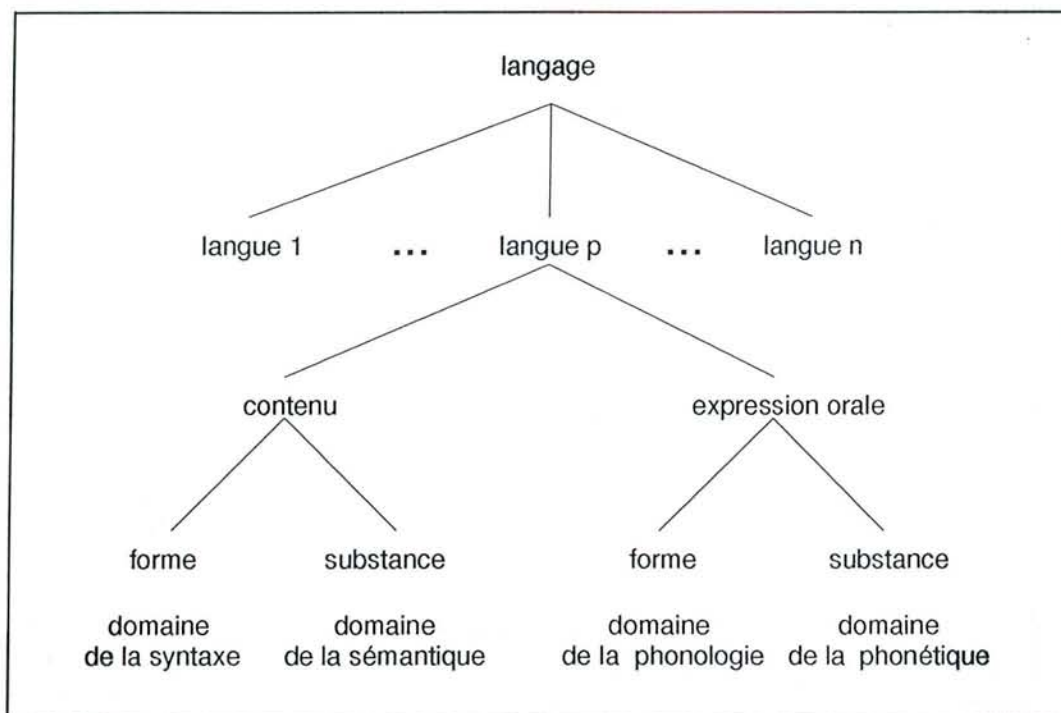 langage
langue 1 ... langue p ... langue n
contenu expression orale
forme substance forme substance
domaine domaine domaine domaine
de la syntaxe de la sémantique de la phonologie de la phonétique